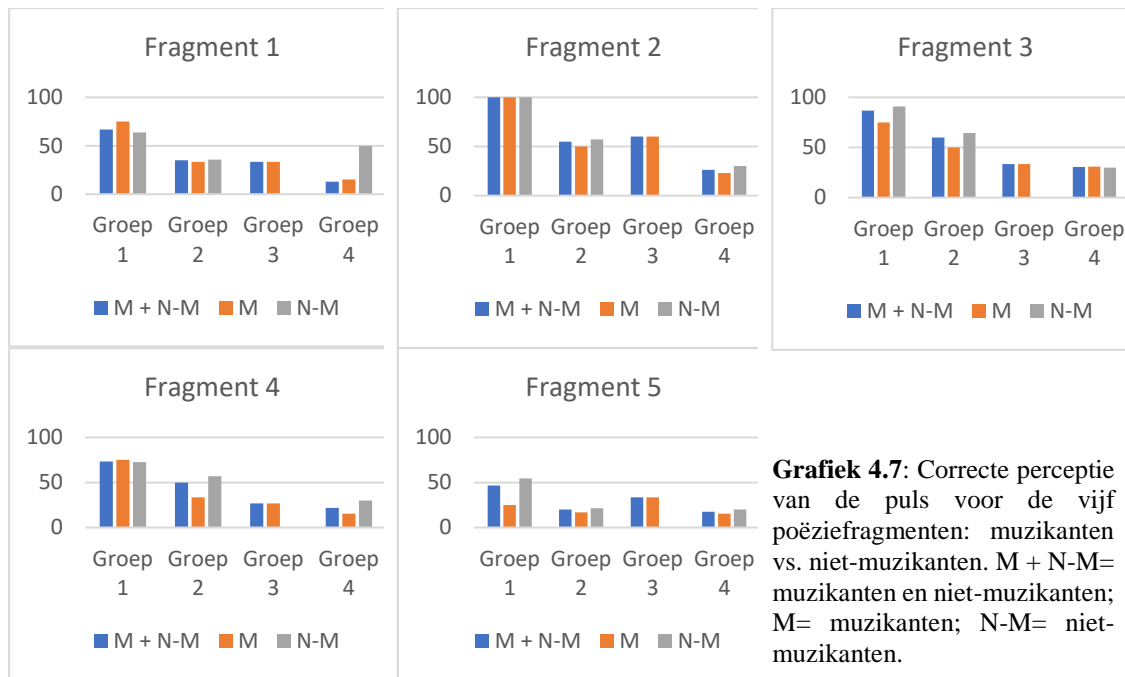 Fragment 1
100
50
0
Groep 1
Groep 2
Groep 3
Groep 4
M + N-M M N-M
Fragment 2
100
50
0
Groep 1
Groep 2
Groep 3
Groep 4
M + N-M M N-M
Fragment 3
100
50
0
Groep 1
Groep 2
Groep 3
Groep 4
M + N-M M N-M
Fragment 4
100
50
0
Groep 1
Groep 2
Groep 3
Groep 4
M + N-M M N-M
Fragment 5
100
50
0
Groep 1
Groep 2
Groep 3
Groep 4
M + N-M M N-M
Grafiek 4.7: Correcte perceptie
van de puls voor de vijf
poëziefragmenten: muzikanten
vs. niet-muzikanten. M + N-M=
muzikanten en niet-muzikanten;
M= muzikanten; N-M= niet-
muzikanten.